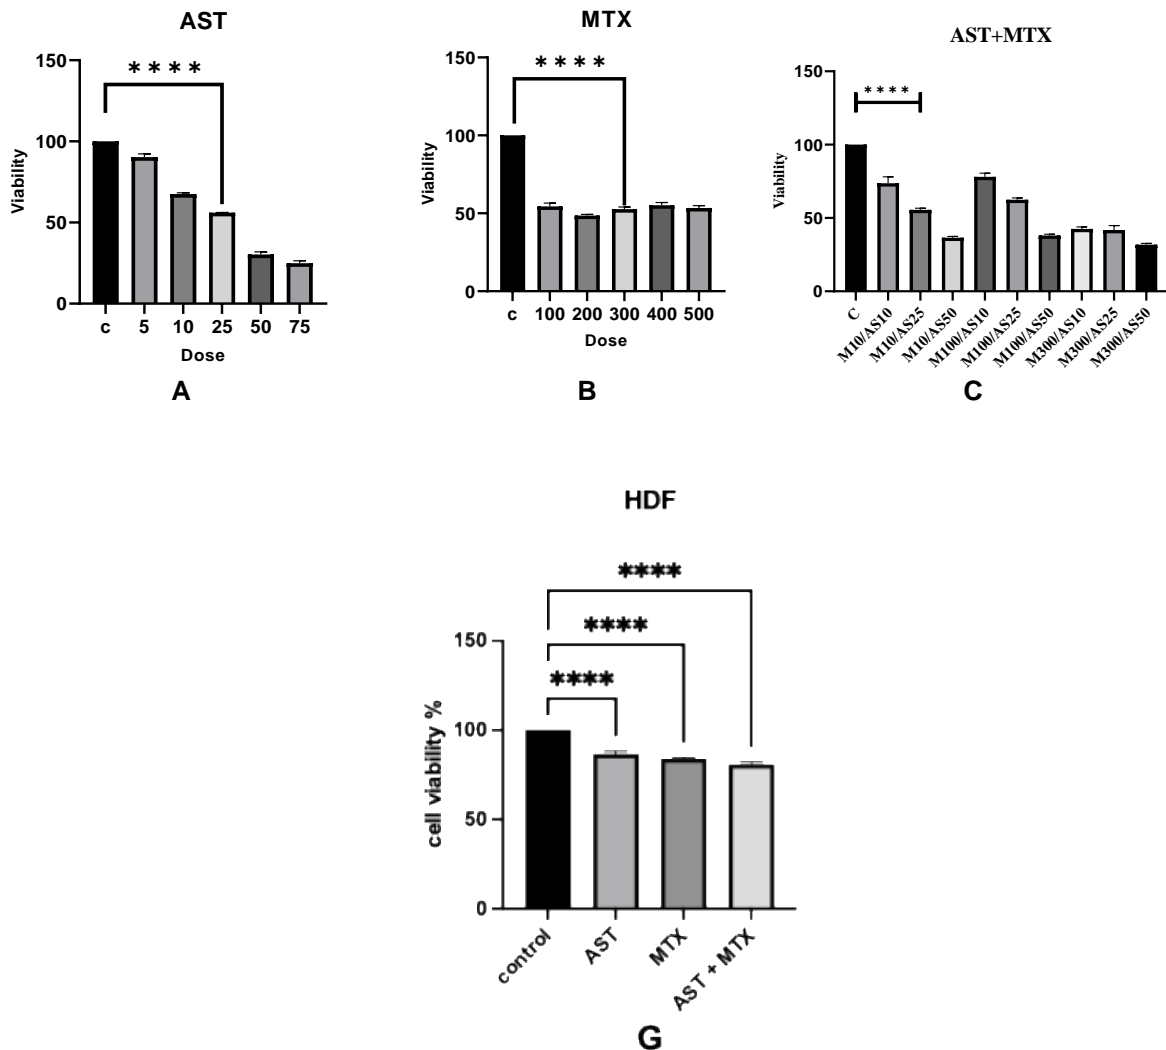 AST
150
100
50
0
Viability
****
c 5 10 25 50 75
Dose
A
MTX
150
100
50
0
Viability
****
c 100 200 300 400 500
Dose
B
AST+MTX
150
100
50
0
Viability
****
C
M10/AS10
M10/AS25
M10/AS50
M100/AS10
M100/AS25
M100/AS50
M300/AS10
M300/AS25
M300/AS50
C
HDF
****
****
****
150
100
50
0
cell viability %
control
AST
MTX
AST + MTX
G